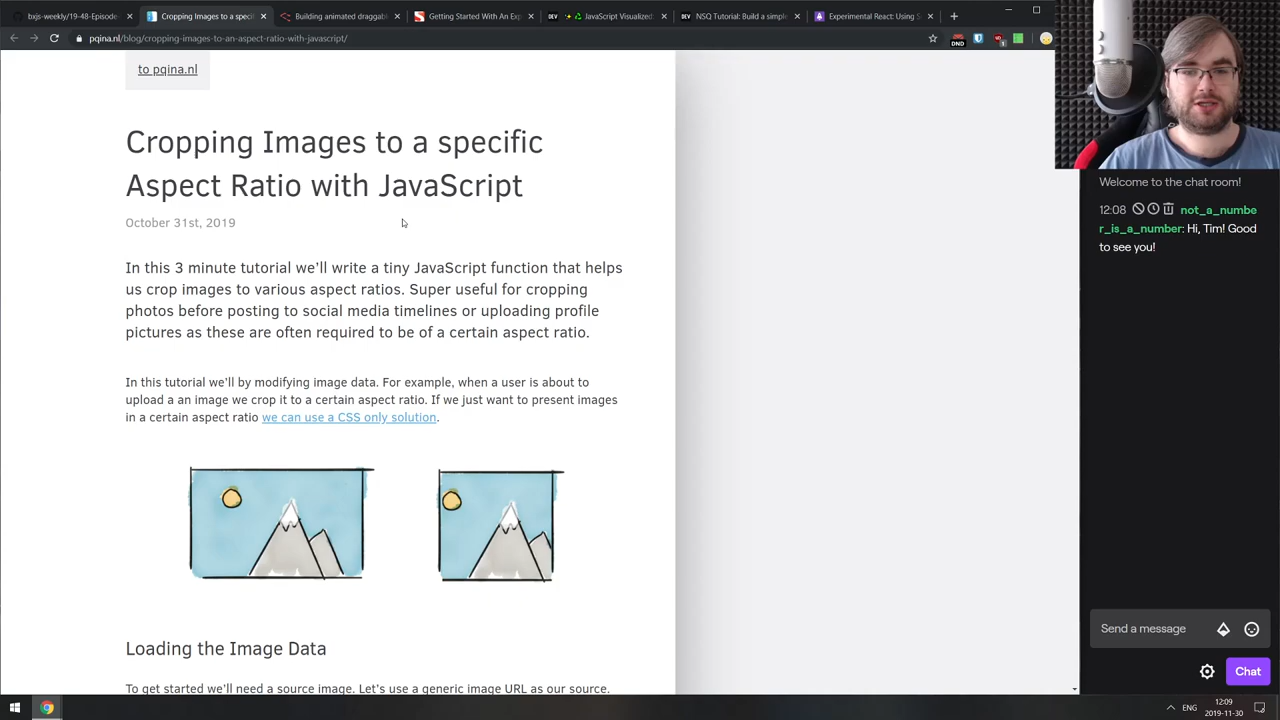 bxjs-weekly/19-48-Episode-
Cropping Images to a speci
Building animated draggab
Getting Started With An Exp
JavaScript Visualized:
NSQ Tutorial: Build a simple
Experimental React: Using S
pqina.nl/blog/cropping-images-to-an-aspect-ratio-with-javascript/
to pqina.nl
Cropping Images to a specific
Aspect Ratio with JavaScript
October 31st, 2019
In this 3 minute tutorial we'll write a tiny JavaScript function that helps
us crop images to various aspect ratios. Super useful for cropping
photos before posting to social media timelines or uploading profile
pictures as these are often required to be of a certain aspect ratio.
In this tutorial we'll by modifying image data. For example, when a user is about to
upload a an image we crop it to a certain aspect ratio. If we just want to present images
in a certain aspect ratio we can use a CSS only solution.
Loading the Image Data
To get started we'll need a source image. Let's use a generic image URL as our source.
Welcome to the chat room!
12:08 not_a_numbe
r_is_a_number: Hi, Tim! Good
to see you!
Send a message
Chat
ENG
12:09
2019-11-30